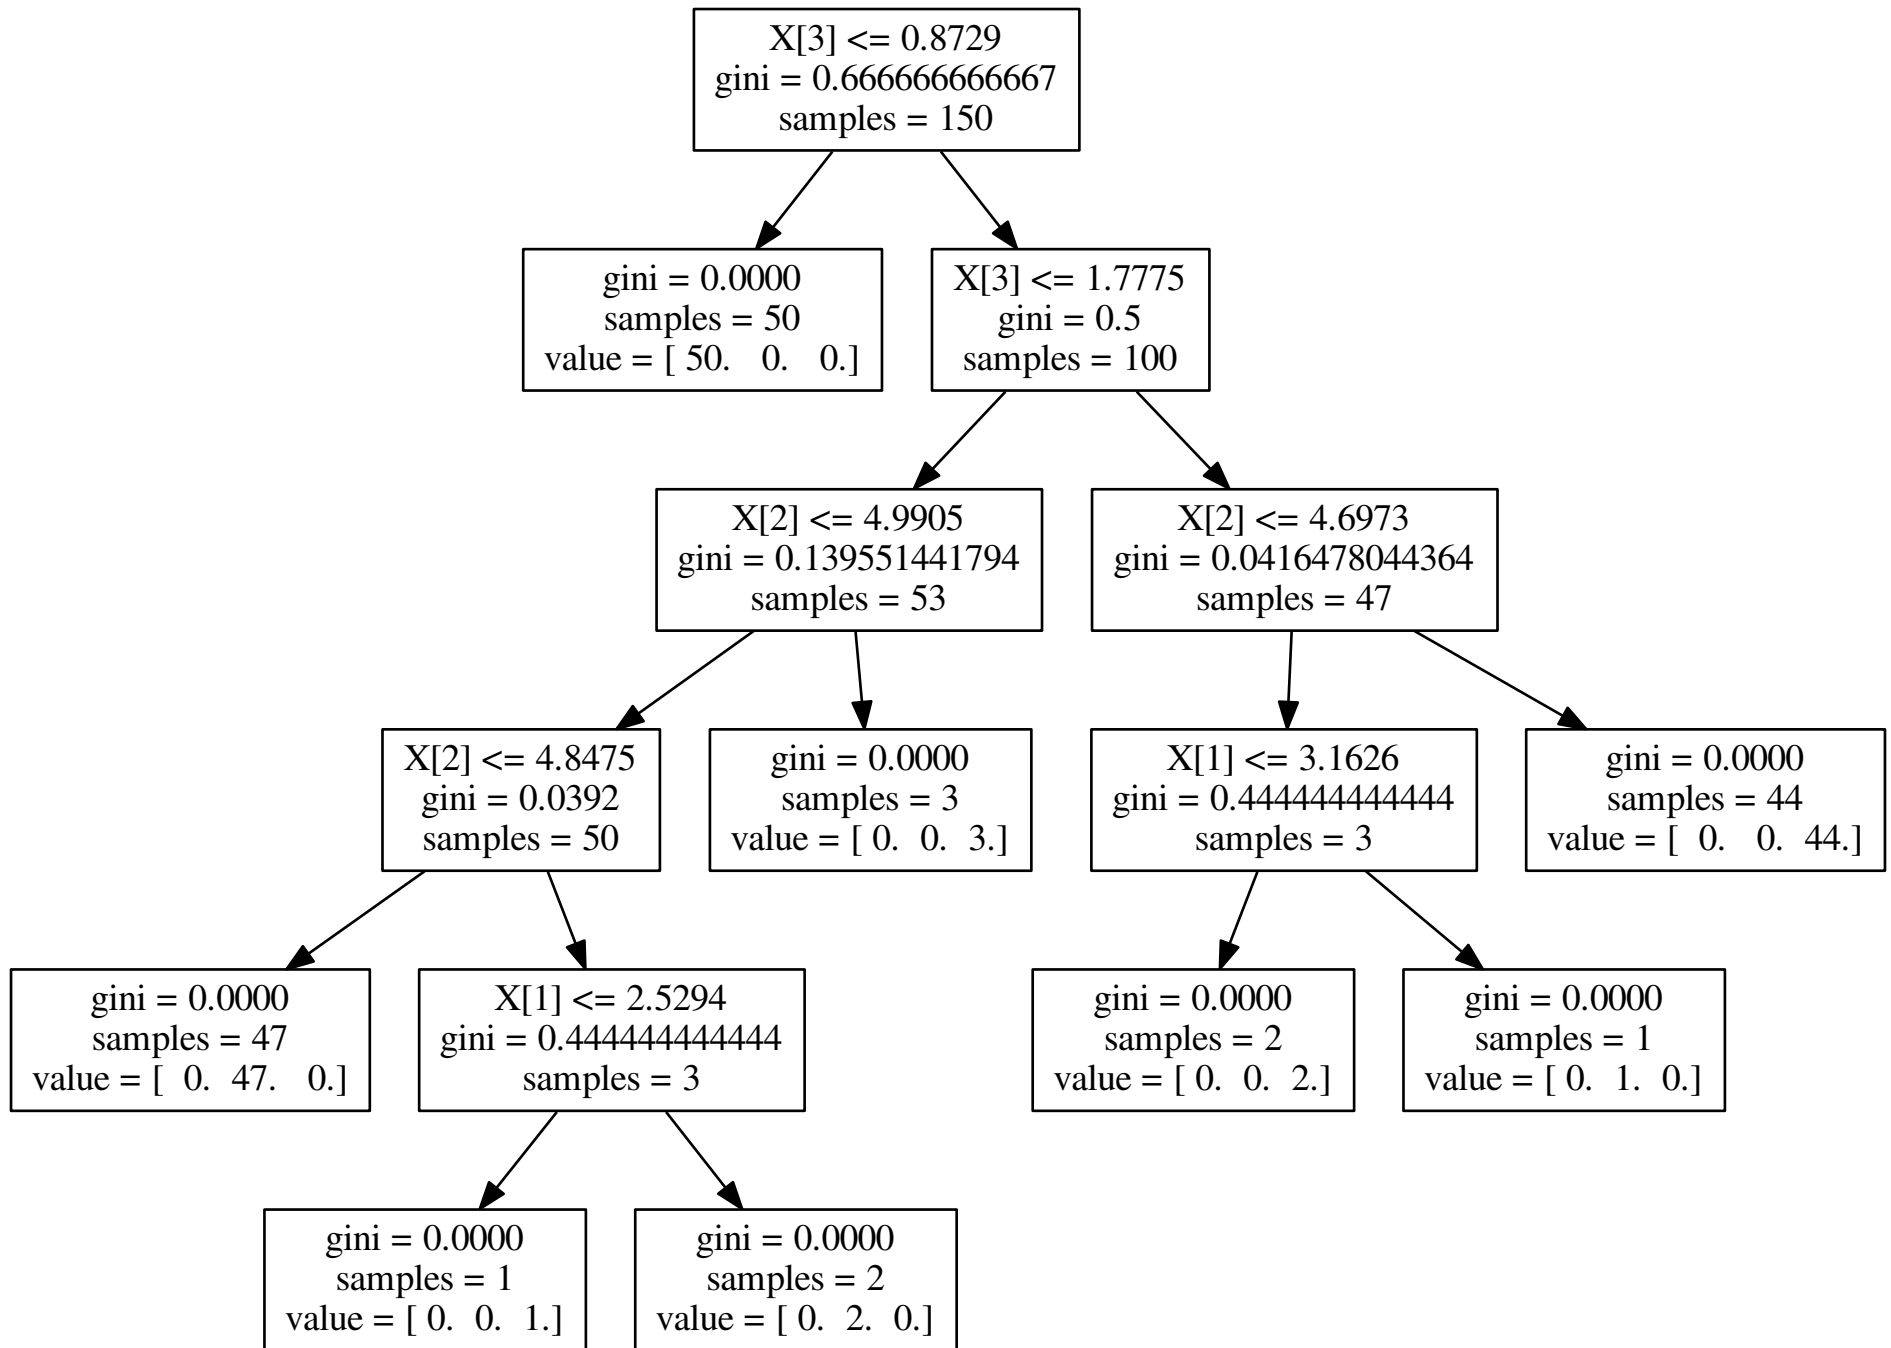 X[3] <= 0.8729
gini = 0.666666666667
samples = 150
gini = 0.0000
samples = 50
value = [ 50.   0.   0.]
X[3] <= 1.7775
gini = 0.5
samples = 100
X[2] <= 4.9905
gini = 0.139551441794
samples = 53
X[2] <= 4.6973
gini = 0.0416478044364
samples = 47
X[2] <= 4.8475
gini = 0.0392
samples = 50
gini = 0.0000
samples = 3
value = [ 0.  0.  3.]
X[1] <= 3.1626
gini = 0.444444444444
samples = 3
gini = 0.0000
samples = 44
value = [  0.   0.  44.]
gini = 0.0000
samples = 47
value = [  0.  47.   0.]
X[1] <= 2.5294
gini = 0.444444444444
samples = 3
gini = 0.0000
samples = 2
value = [ 0.  0.  2.]
gini = 0.0000
samples = 1
value = [ 0.  1.  0.]
gini = 0.0000
samples = 1
value = [ 0.  0.  1.]
gini = 0.0000
samples = 2
value = [ 0.  2.  0.]